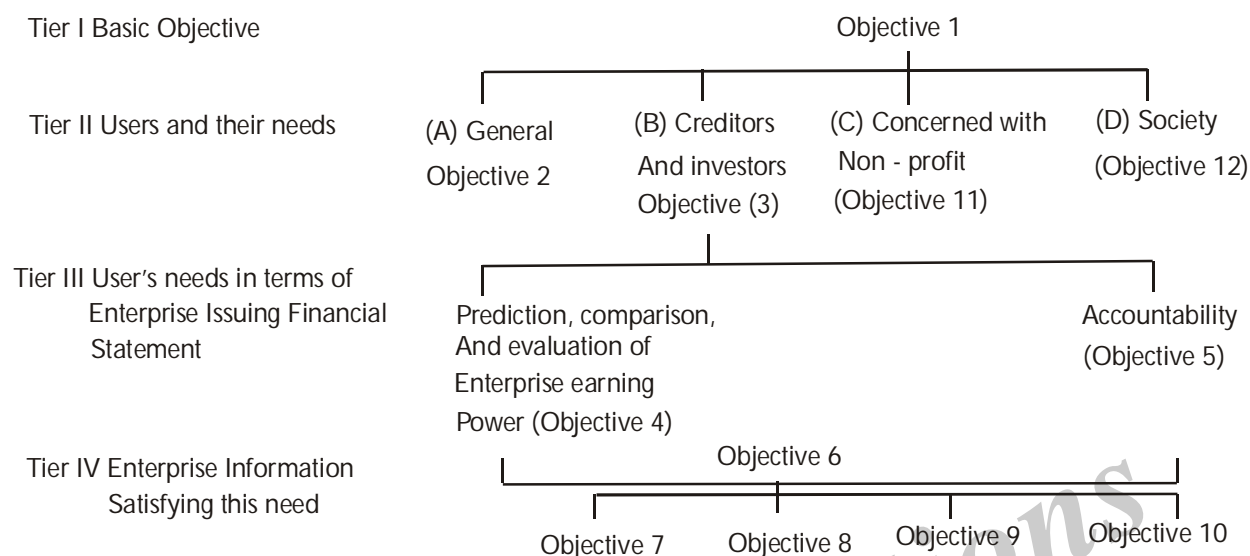 Tier I Basic Objective
Objective 1
Tier II Users and their needs
(A) General
Objective 2
(B) Creditors
And investors
Objective (3)
(C) Concerned with
Non - profit
(Objective 11)
(D) Society
(Objective 12)
Tier III User's needs in terms of
Enterprise Issuing Financial
Statement
Prediction, comparison,
And evaluation of
Enterprise earning
Power (Objective 4)
Accountability
(Objective 5)
Tier IV Enterprise Information
Satisfying this need
Objective 6
Objective 7
Objective 8
Objective 9
Objective 10